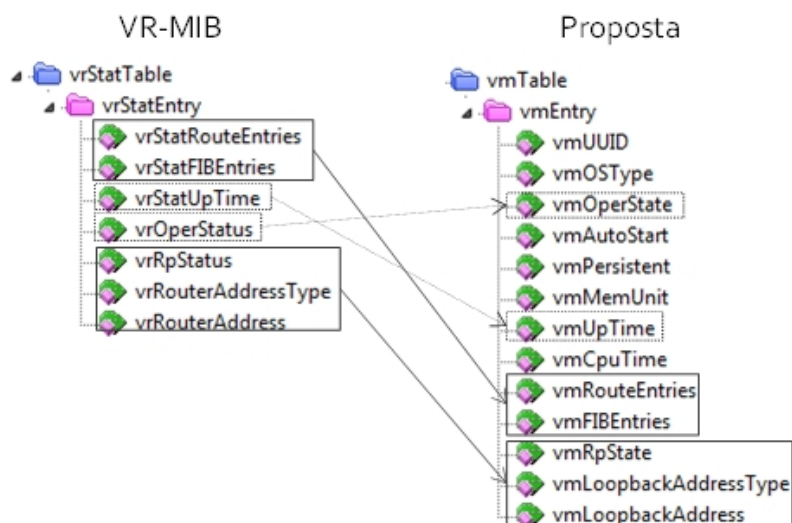 VR-MIB
vrStatTable
vrStatEntry
vrStatRouteEntries
vrStatFIBEntries
vrStatUpTime
vrOperStatus
vrRpStatus
vrRouterAddressType
vrRouterAddress
Proposta
vmTable
vmEntry
vmUUID
vmOSType
vmOperState
vmAutoStart
vmPersistent
vmMemUnit
vmUpTime
vmCpuTime
vmRouteEntries
vmFIBEntries
vmRpState
vmLoopbackAddressType
vmLoopbackAddress